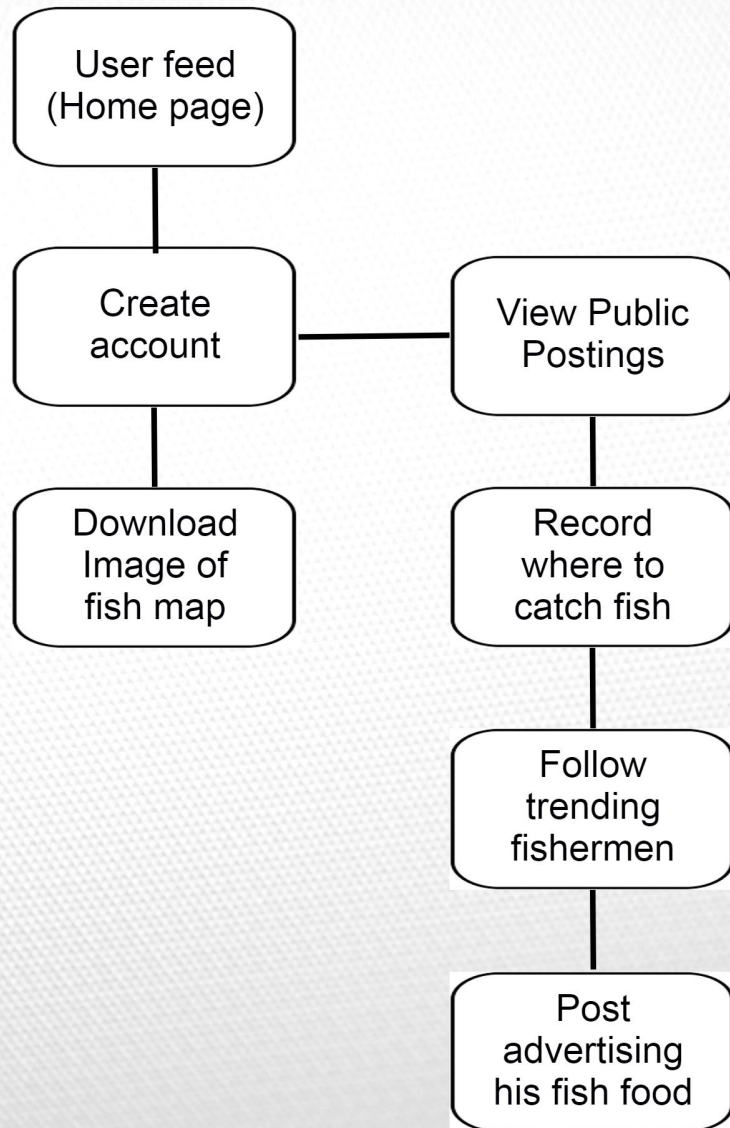 User feed
(Home page)
Create
account
View Public
Postings
Download
Image of
fish map
Record
where to
catch fish
Follow
trending
fishermen
Post
advertising
his fish food